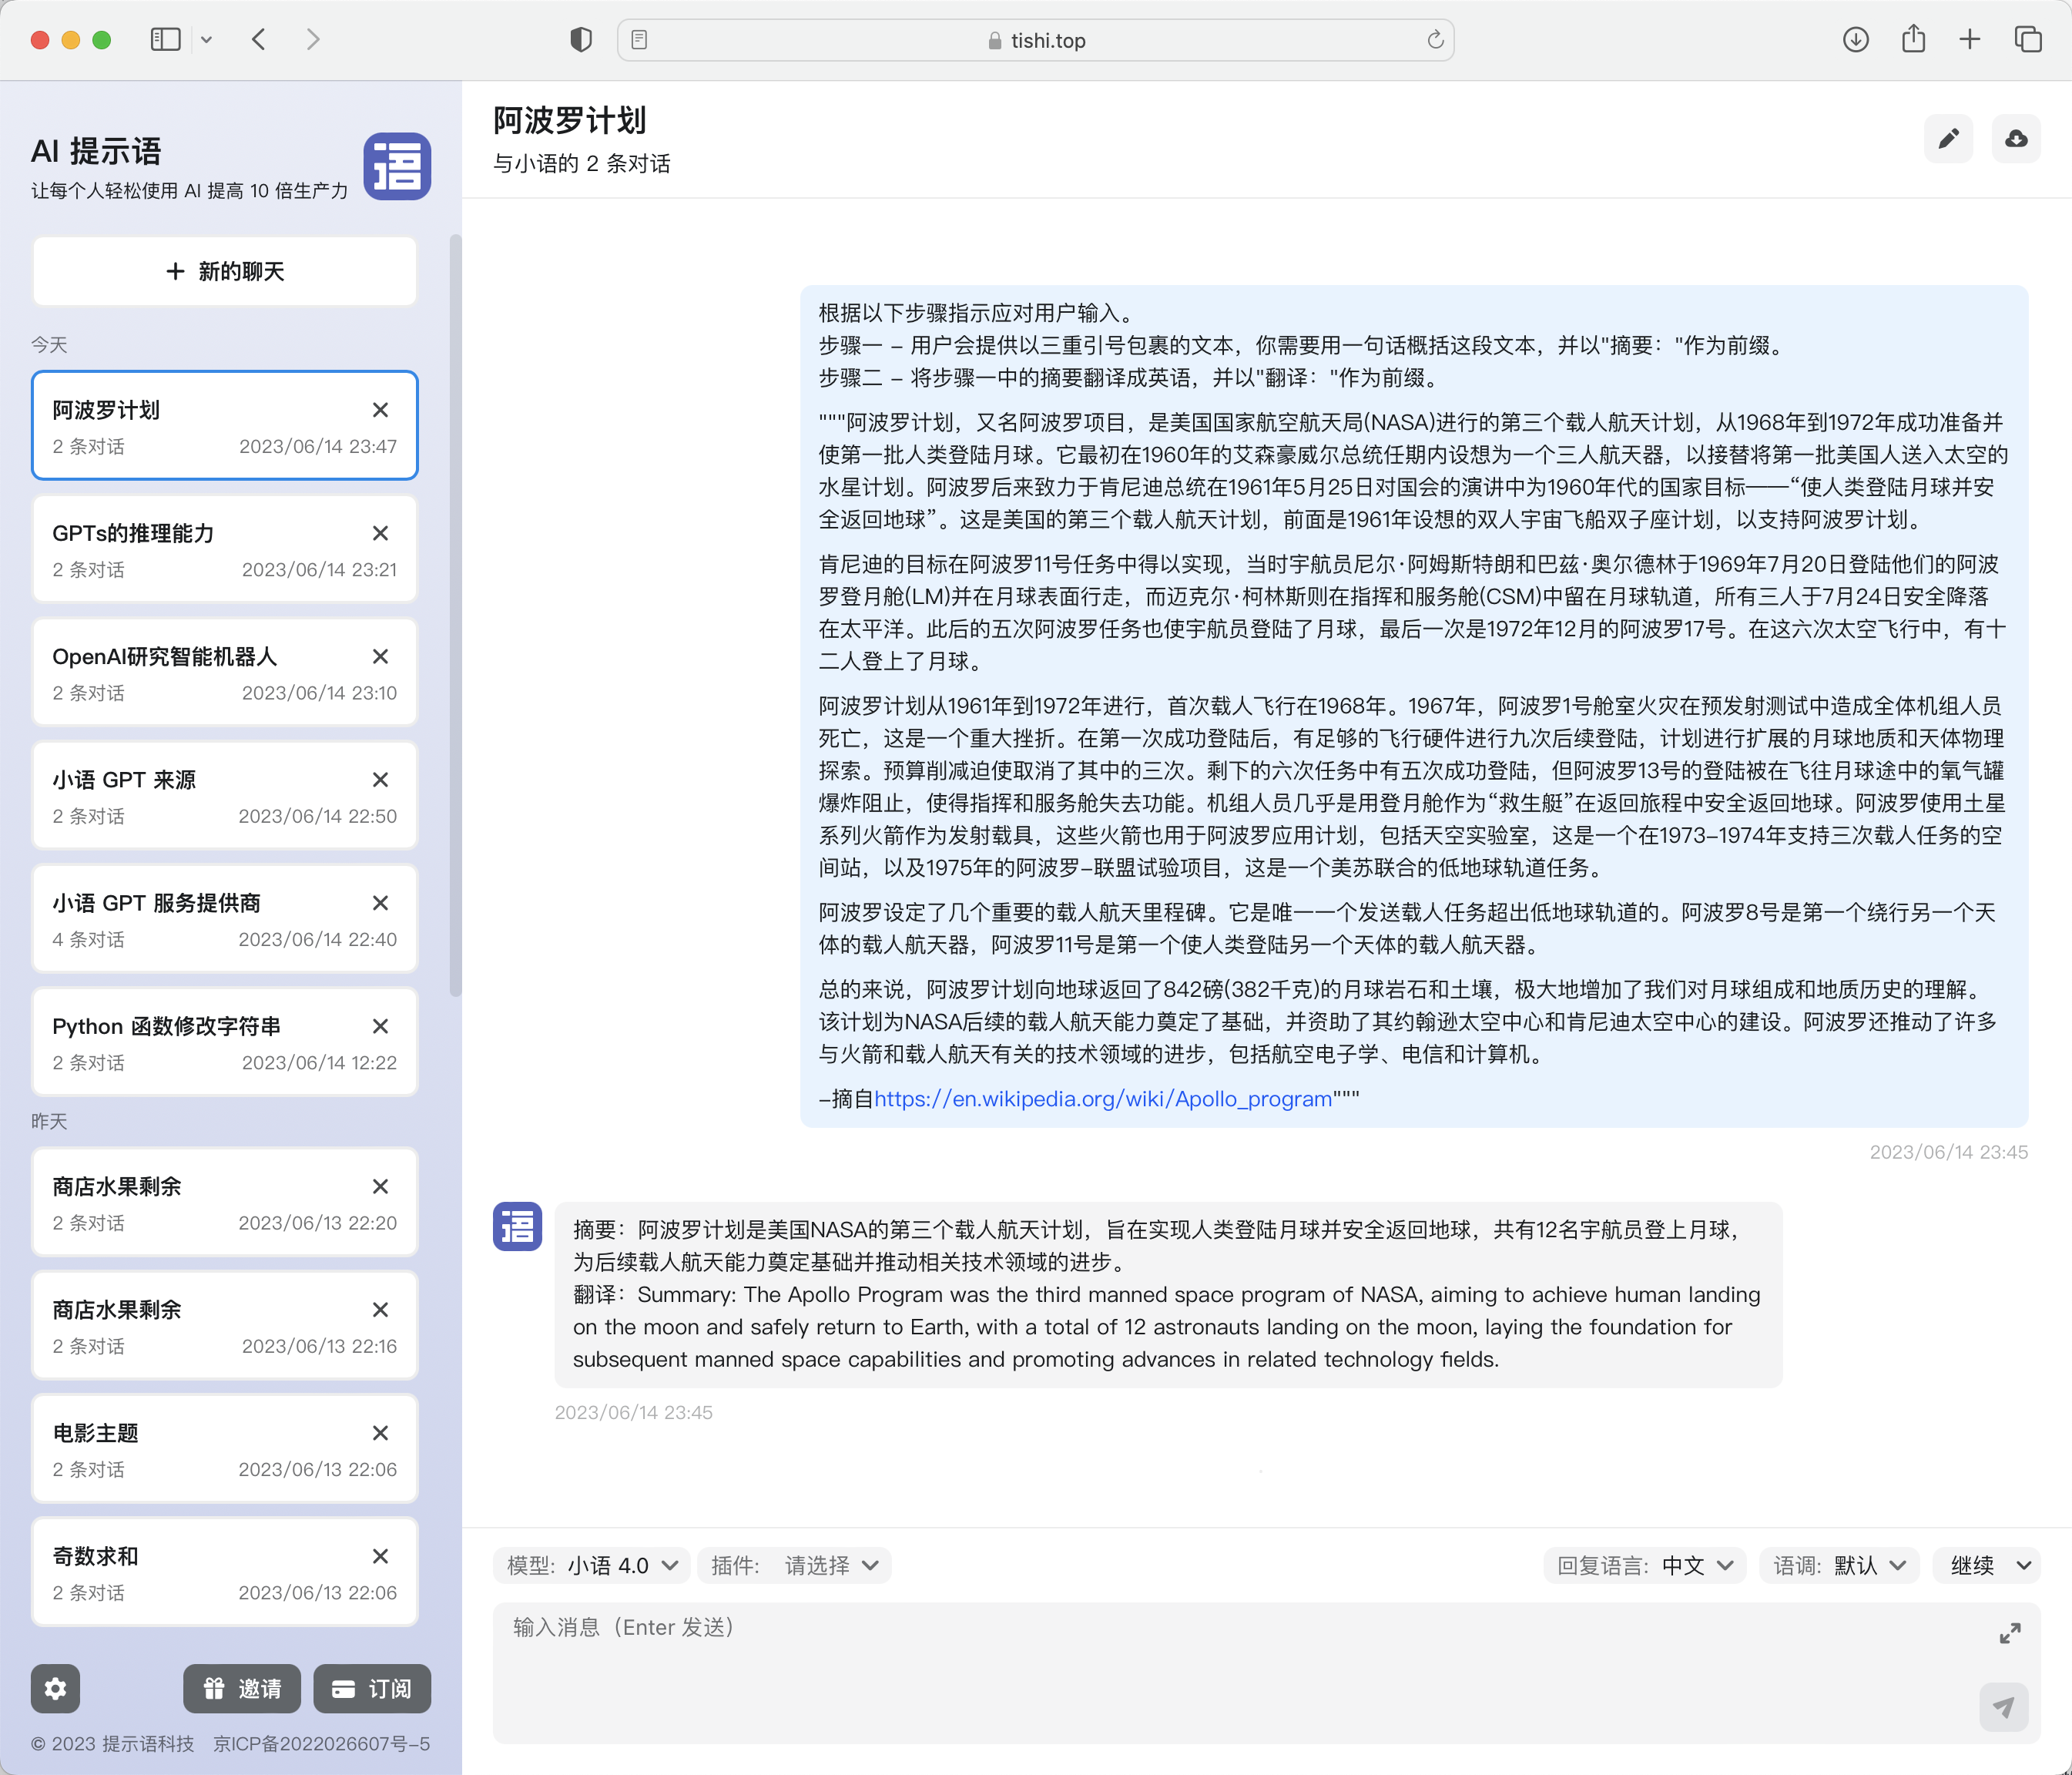 tishi.top
AI 提示语
让每个人轻松使用 AI 提高 10 倍生产力
语
新的聊天
今天
阿波罗计划
2 条对话 2023/06/14 23:47
GPTs的推理能力
2 条对话 2023/06/14 23:21
OpenAI研究智能机器人
2 条对话 2023/06/14 23:10
小语 GPT 来源
2 条对话 2023/06/14 22:50
小语 GPT 服务提供商
4 条对话 2023/06/14 22:40
Python 函数修改字符串
2 条对话 2023/06/14 12:22
昨天
商店水果剩余
2 条对话 2023/06/13 22:20
商店水果剩余
2 条对话 2023/06/13 22:16
电影主题
2 条对话 2023/06/13 22:06
奇数求和
2 条对话 2023/06/13 22:06
邀请
订阅
© 2023 提示语科技 京ICP备2022026607号-5
阿波罗计划
与小语的 2 条对话
根据以下步骤指示应对用户输入。
步骤一 – 用户会提供以三重引号包裹的文本，你需要用一句话概括这段文本，并以"摘要："作为前缀。
步骤二 – 将步骤一中的摘要翻译成英语，并以"翻译："作为前缀。
"""阿波罗计划，又名阿波罗项目，是美国国家航空航天局(NASA)进行的第三个载人航天计划，从1968年到1972年成功准备并
使第一批人类登陆月球。它最初在1960年的艾森豪威尔总统任期内设想为一个三人航天器，以接替将第一批美国人送入太空的
水星计划。阿波罗后来致力于肯尼迪总统在1961年5月25日对国会的演讲中为1960年代的国家目标——“使人类登陆月球并安
全返回地球”。这是美国的第三个载人航天计划，前面是1961年设想的双人宇宙飞船双子座计划，以支持阿波罗计划。
肯尼迪的目标在阿波罗11号任务中得以实现，当时宇航员尼尔·阿姆斯特朗和巴兹·奥尔德林于1969年7月20日登陆他们的阿波
罗登月舱(LM)并在月球表面行走，而迈克尔·柯林斯则在指挥和服务舱(CSM)中留在月球轨道，所有三人于7月24日安全降落
在太平洋。此后的五次阿波罗任务也使宇航员登陆了月球，最后一次是1972年12月的阿波罗17号。在这六次太空飞行中，有十
二人登上了月球。
阿波罗计划从1961年到1972年进行，首次载人飞行在1968年。1967年，阿波罗1号舱室火灾在预发射测试中造成全体机组人员
死亡，这是一个重大挫折。在第一次成功登陆后，有足够的飞行硬件进行九次后续登陆，计划进行扩展的月球地质和天体物理
探索。预算削减迫使取消了其中的三次。剩下的六次任务中有五次成功登陆，但阿波罗13号的登陆被在飞往月球途中的氧气罐
爆炸阻止，使得指挥和服务舱失去功能。机组人员几乎是用登月舱作为“救生艇”在返回旅程中安全返回地球。阿波罗使用土星
系列火箭作为发射载具，这些火箭也用于阿波罗应用计划，包括天空实验室，这是一个在1973-1974年支持三次载人任务的空
间站，以及1975年的阿波罗-联盟试验项目，这是一个美苏联合的低地球轨道任务。
阿波罗设定了几个重要的载人航天里程碑。它是唯一一个发送载人任务超出低地球轨道的。阿波罗8号是第一个绕行另一个天
体的载人航天器，阿波罗11号是第一个使人类登陆另一个天体的载人航天器。
总的来说，阿波罗计划向地球返回了842磅(382千克)的月球岩石和土壤，极大地增加了我们对月球组成和地质历史的理解。
该计划为NASA后续的载人航天能力奠定了基础，并资助了其约翰逊太空中心和肯尼迪太空中心的建设。阿波罗还推动了许多
与火箭和载人航天有关的技术领域的进步，包括航空电子学、电信和计算机。
-摘自https://en.wikipedia.org/wiki/Apollo_program"""
2023/06/14 23:45
语
摘要：阿波罗计划是美国NASA的第三个载人航天计划，旨在实现人类登陆月球并安全返回地球，共有12名宇航员登上月球，
为后续载人航天能力奠定基础并推动相关技术领域的进步。
翻译：Summary: The Apollo Program was the third manned space program of NASA, aiming to achieve human landing
on the moon and safely return to Earth, with a total of 12 astronauts landing on the moon, laying the foundation for
subsequent manned space capabilities and promoting advances in related technology fields.
2023/06/14 23:45
模型: 小语 4.0 插件: 请选择 回复语言: 中文 语调: 默认 继续
输入消息（Enter 发送）